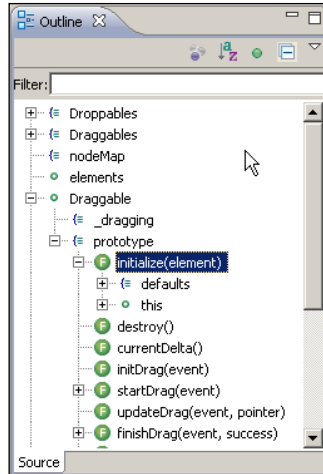 Outline
a
z
Filter:
Droppables
Draggables
nodeMap
elements
Draggable
_dragging
prototype
F initialize(element)
defaults
this
F destroy()
F currentDelta()
F initDrag(event)
F startDrag(event)
F updateDrag(event, pointer)
F finishDrag(event, success)
Source